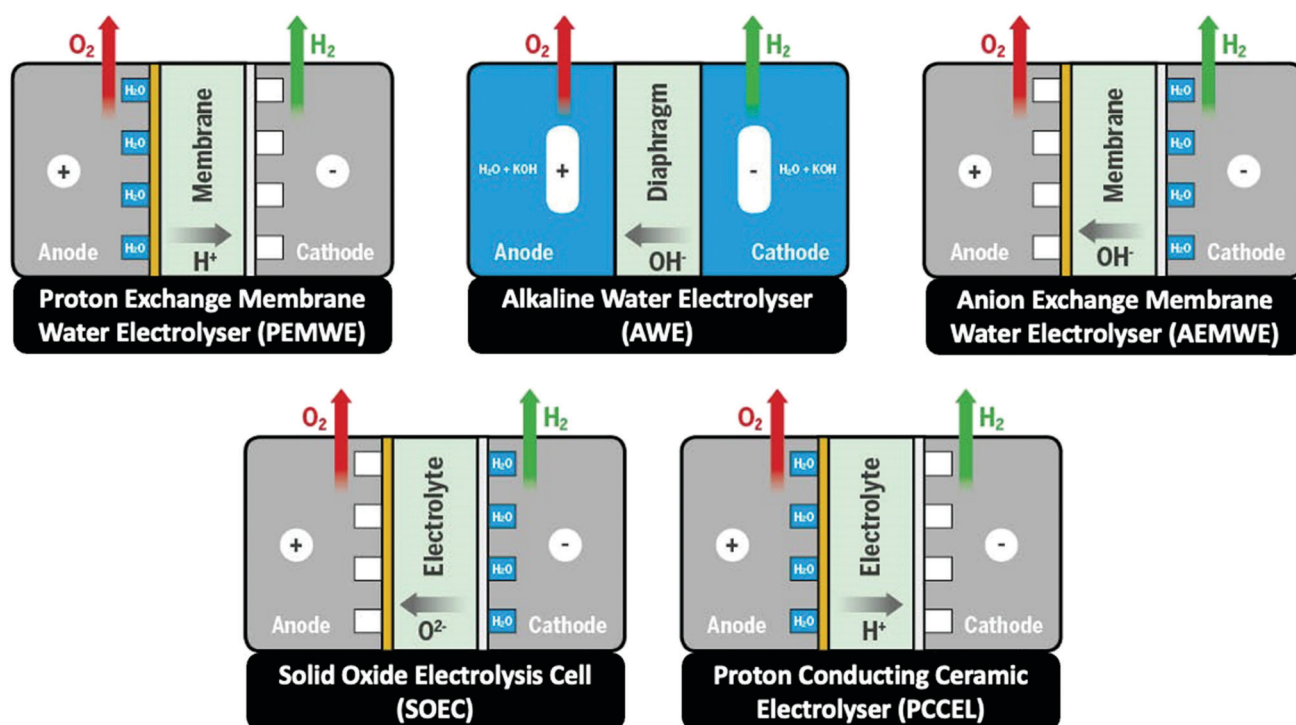 O₂
H₂
H₂O
H₂O
H₂O
H₂O
Membrane
+
-
Anode
H⁺
Cathode
Proton Exchange Membrane
Water Electrolyser (PEMWE)
O₂
H₂
H₂O + KOH
+
Diaphragm
-
H₂O + KOH
Anode
OH⁻
Cathode
Alkaline Water Electrolyser
(AWE)
O₂
H₂
Membrane
H₂O
H₂O
H₂O
H₂O
+
-
Anode
OH⁻
Cathode
Anion Exchange Membrane
Water Electrolyser (AEMWE)
O₂
H₂
Electrolyte
H₂O
H₂O
H₂O
H₂O
+
-
Anode
O²⁻
Cathode
Solid Oxide Electrolysis Cell
(SOEC)
O₂
H₂
H₂O
H₂O
H₂O
H₂O
Electrolyte
+
-
Anode
H⁺
Cathode
Proton Conducting Ceramic
Electrolyser (PCCEL)